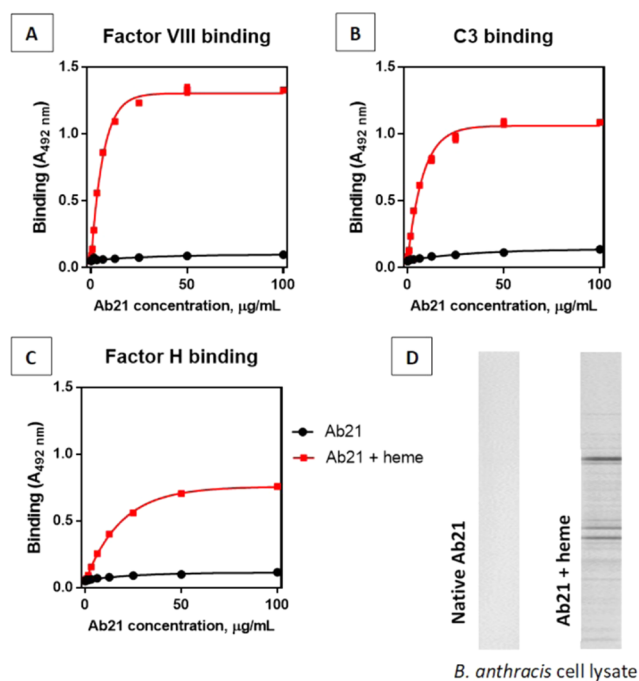 A
Factor VIII binding
1.5
1.0
0.5
0.0
Binding (A492 nm)
0
50
100
Ab21 concentration, μg/mL
B
C3 binding
1.5
1.0
0.5
0.0
Binding (A492 nm)
0
50
100
Ab21 concentration, μg/mL
C
Factor H binding
1.5
1.0
0.5
0.0
Binding (A492 nm)
0
50
100
Ab21 concentration, μg/mL
Ab21
Ab21 + heme
D
Native Ab21
Ab21 + heme
B. anthracis cell lysate